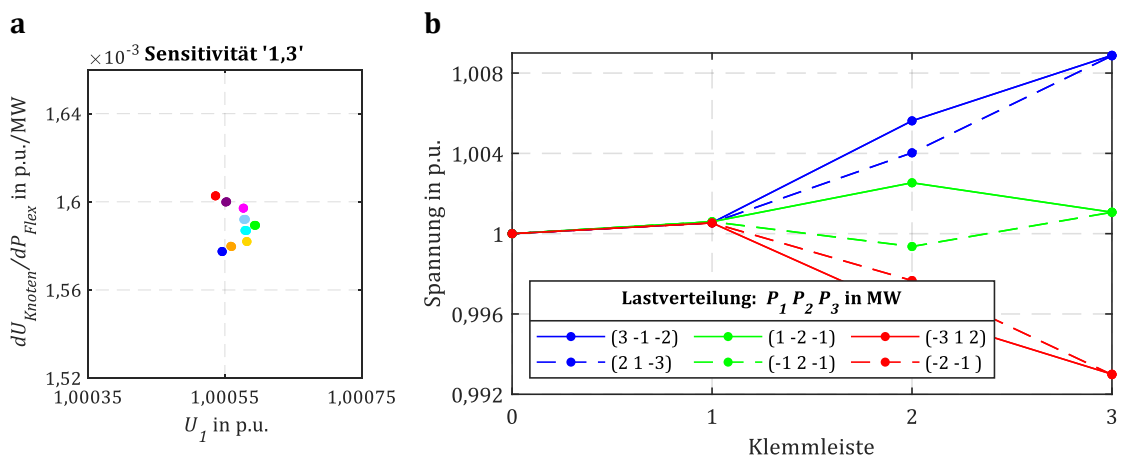 a
×10⁻³ Sensitivität '1,3'
1,64
1,6
1,56
1,52
1,00035 1,00055 1,00075
dU_Knoten/dP_Flex in p.u./MW
U_1 in p.u.
b
1,008
1,004
1
0,996
0,992
0 1 2 3
Spannung in p.u.
Klemmleiste
Lastverteilung: P_1 P_2 P_3 in MW
(3 -1 -2) (1 -2 -1) (-3 1 2)
(2 1 -3) (-1 2 -1) (-2 -1 )